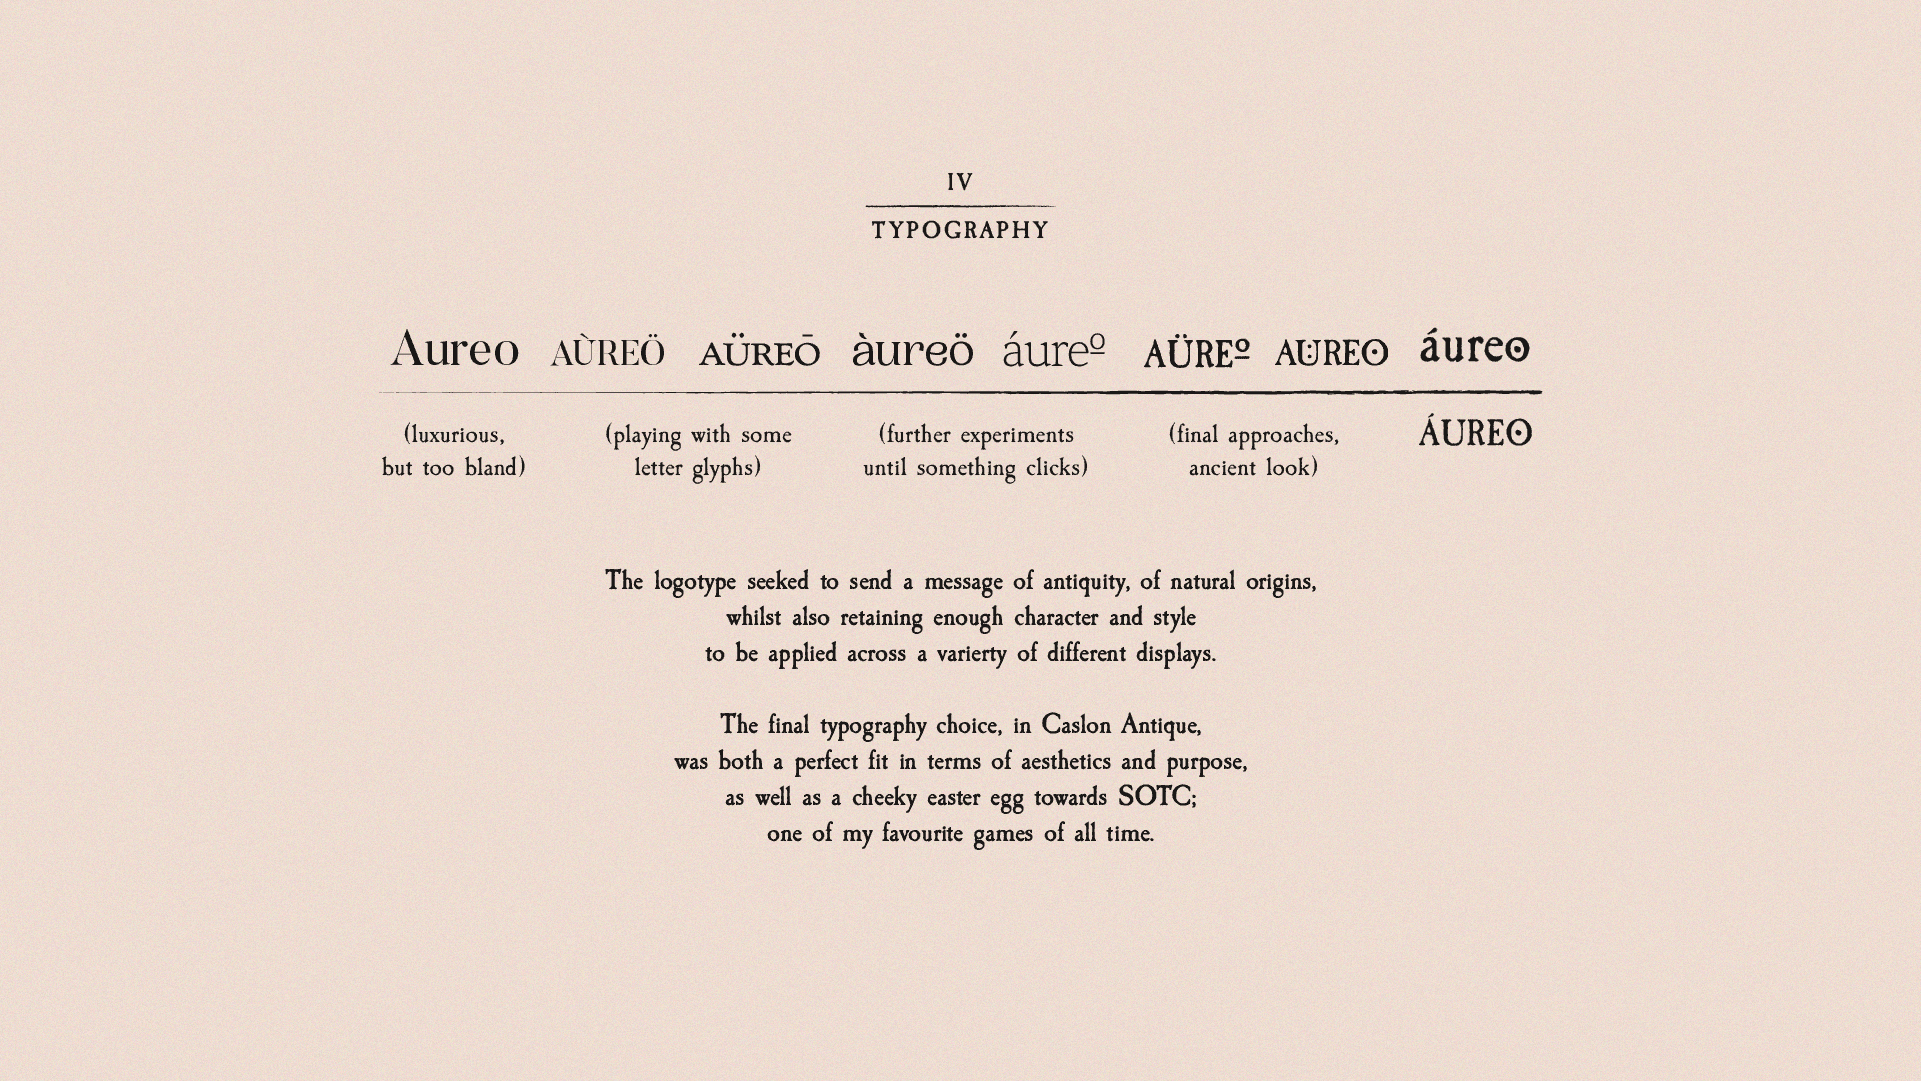 IV
TYPOGRAPHY
Aureo AÙREÖ AÜREŌ àureö áureº AÜREº AUREʘ áureʘ
(luxurious,
but too bland)
(playing with some
letter glyphs)
(further experiments
until something clicks)
(final approaches,
ancient look)
ÁUREʘ
The logotype seeked to send a message of antiquity, of natural origins,
whilst also retaining enough character and style
to be applied across a varierty of different displays.
The final typography choice, in Caslon Antique,
was both a perfect fit in terms of aesthetics and purpose,
as well as a cheeky easter egg towards SOTC;
one of my favourite games of all time.